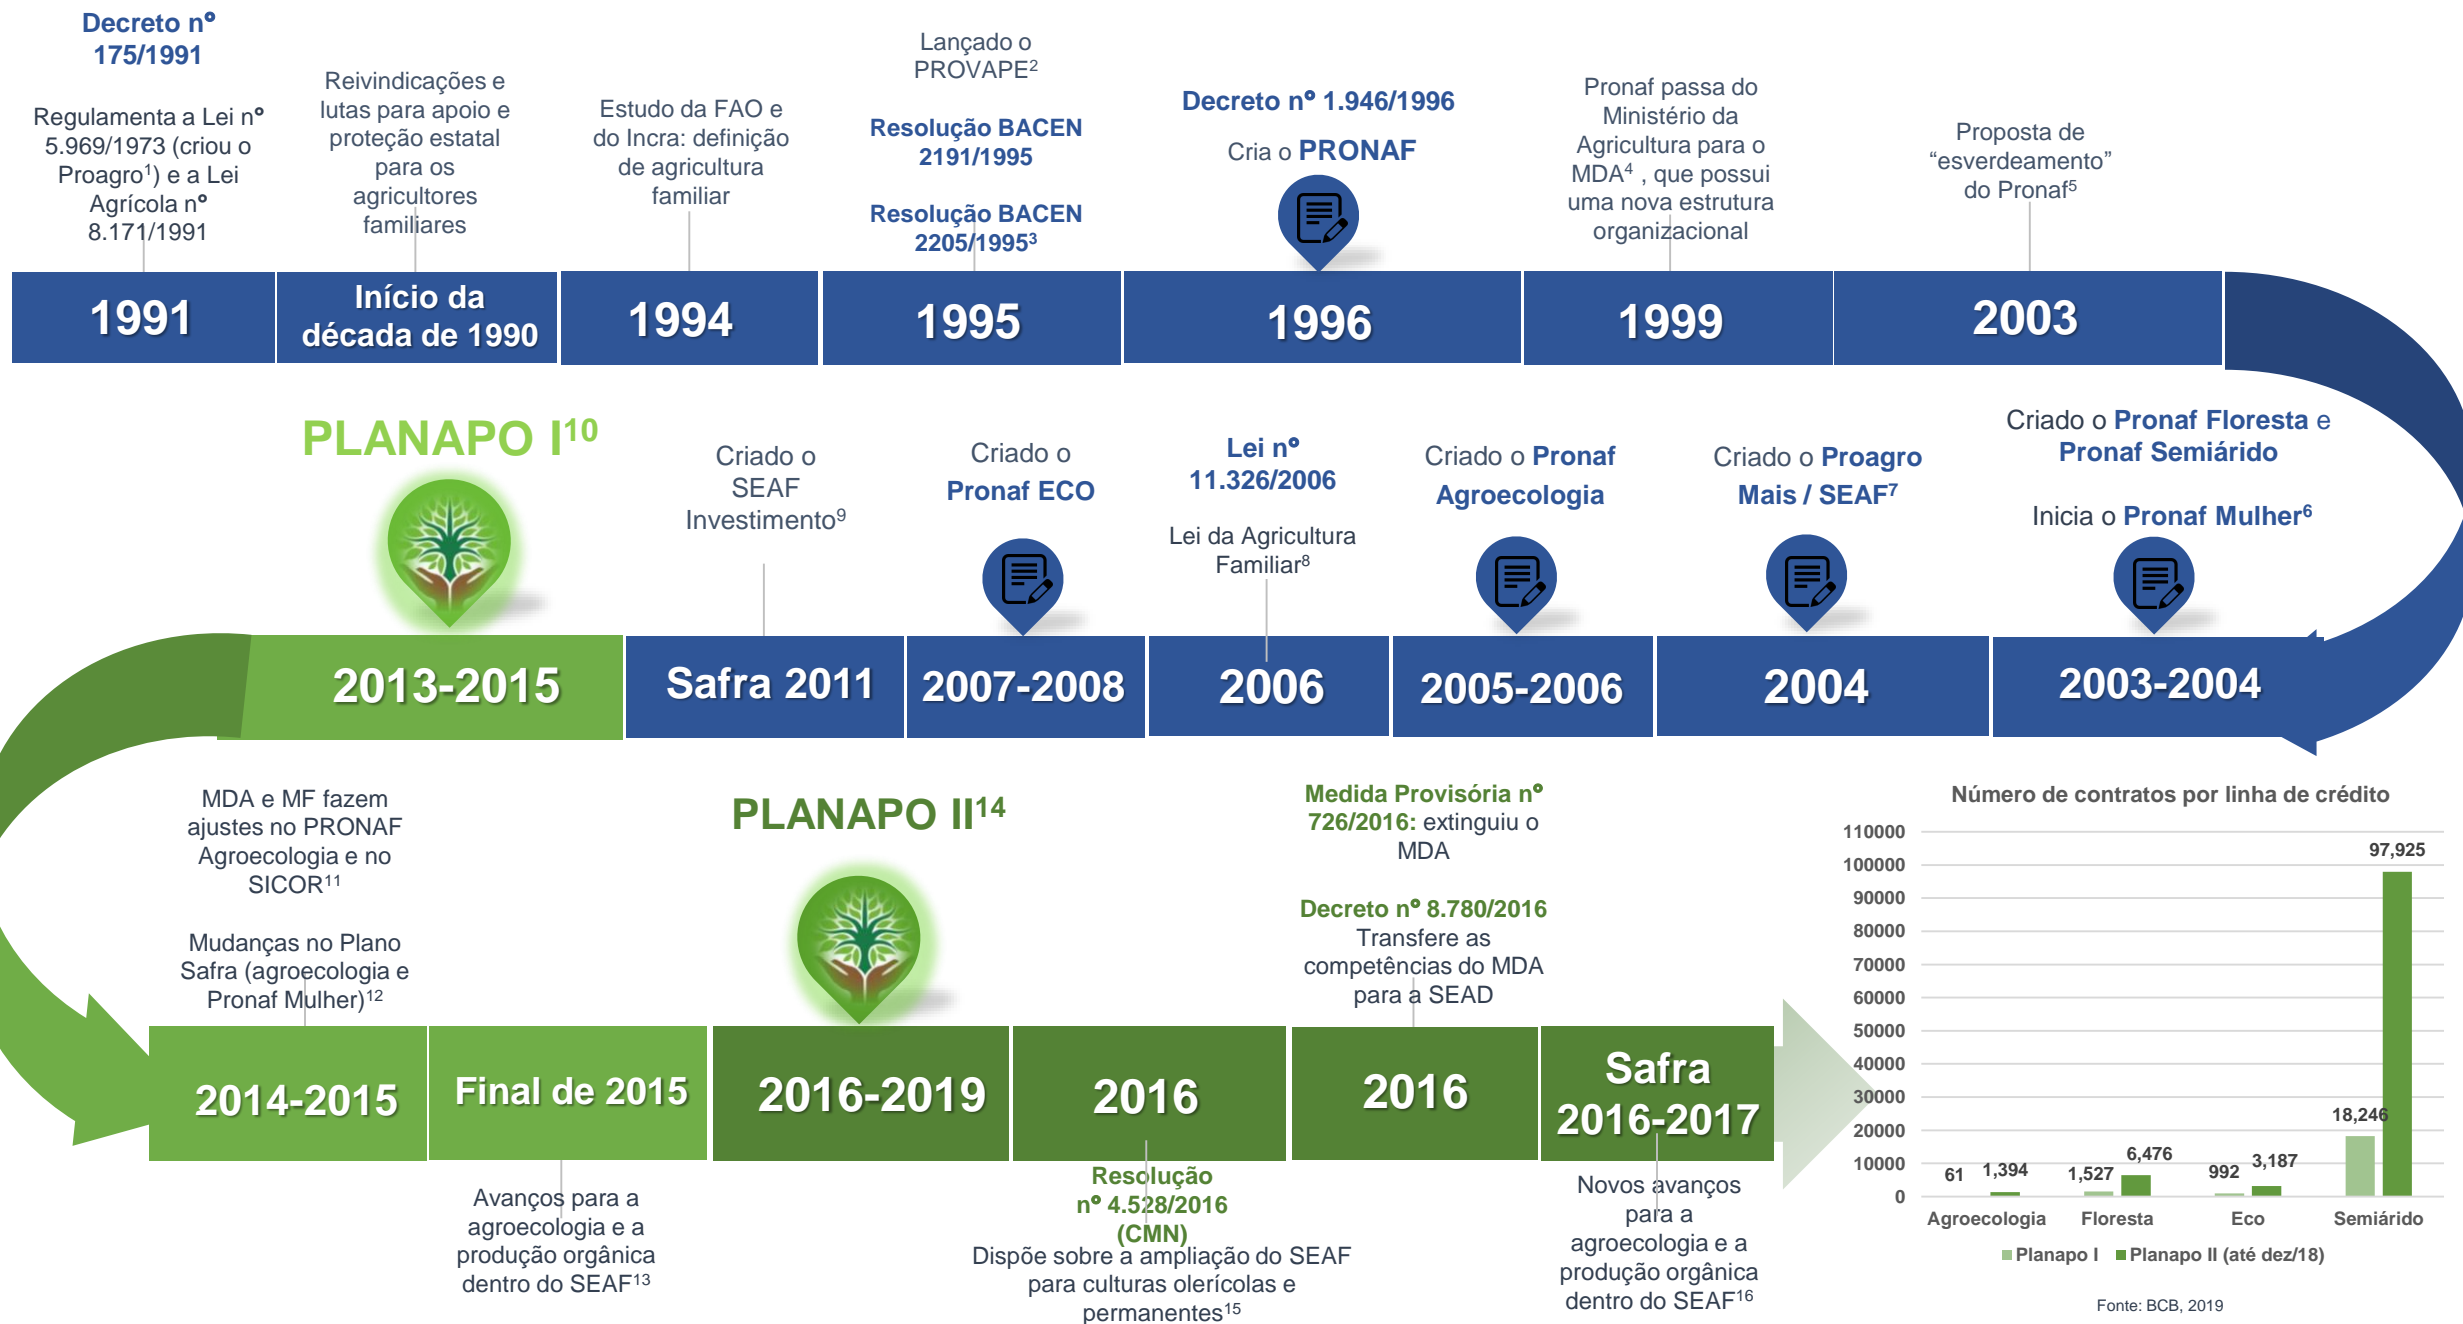 Decreto nº
175/1991
Regulamenta a Lei nº
5.969/1973 (criou o
Proagro¹) e a Lei
Agrícola nº
8.171/1991
Reivindicações e
lutas para apoio e
proteção estatal
para os
agricultores
familiares
Estudo da FAO e
do Incra: definição
de agricultura
familiar
Lançado o
PROVAPE²
Resolução BACEN
2191/1995
Resolução BACEN
2205/1995³
Decreto nº 1.946/1996
Cria o PRONAF
Pronaf passa do
Ministério da
Agricultura para o
MDA⁴ , que possui
uma nova estrutura
organizacional
Proposta de
“esverdeamento”
do Pronaf⁵
1991
Início da
década de 1990
1994
1995
1996
1999
2003
PLANAPO I¹⁰
Criado o
SEAF
Investimento⁹
Criado o
Pronaf ECO
Lei nº
11.326/2006
Lei da Agricultura
Familiar⁸
Criado o Pronaf
Agroecologia
Criado o Proagro
Mais / SEAF⁷
Criado o Pronaf Floresta e
Pronaf Semiárido
Inicia o Pronaf Mulher⁶
2013-2015
Safra 2011
2007-2008
2006
2005-2006
2004
2003-2004
MDA e MF fazem
ajustes no PRONAF
Agroecologia e no
SICOR¹¹
Mudanças no Plano
Safra (agroecologia e
Pronaf Mulher)¹²
PLANAPO II¹⁴
Medida Provisória nº
726/2016: extinguiu o
MDA
Decreto nº 8.780/2016
Transfere as
competências do MDA
para a SEAD
2014-2015
Final de 2015
2016-2019
2016
2016
Safra
2016-2017
Avanços para a
agroecologia e a
produção orgânica
dentro do SEAF¹³
Resolução
nº 4.528/2016
(CMN)
Dispõe sobre a ampliação do SEAF
para culturas olerícolas e
permanentes¹⁵
Novos avanços
para a
agroecologia e a
produção orgânica
dentro do SEAF¹⁶
Número de contratos por linha de crédito
110000
100000
90000
80000
70000
60000
50000
40000
30000
20000
10000
0
61
1,394
1,527
6,476
992
3,187
18,246
97,925
Agroecologia
Floresta
Eco
Semiárido
Planapo I
Planapo II (até dez/18)
Fonte: BCB, 2019